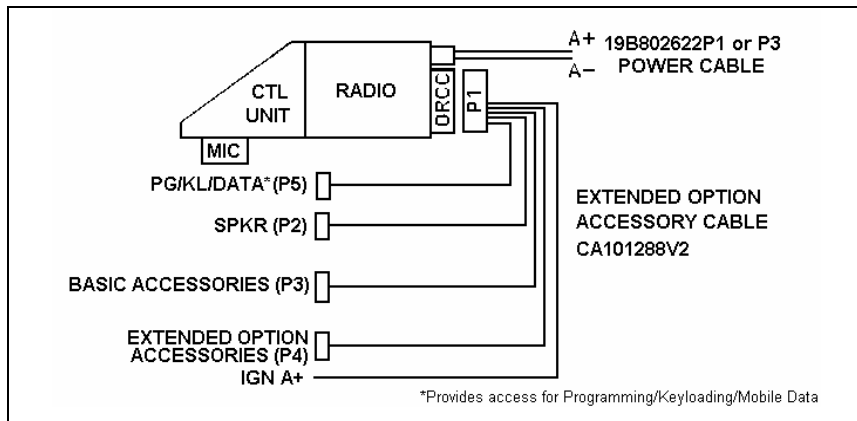 A+ 19B802622P1 or P3
A− POWER CABLE
CTL
UNIT
RADIO
ORCC
P1
MIC
PG/KL/DATA* (P5)
SPKR (P2)
EXTENDED OPTION
ACCESSORY CABLE
CA101288V2
BASIC ACCESSORIES (P3)
EXTENDED OPTION
ACCESSORIES (P4)
IGN A+
*Provides access for Programming/Keyloading/Mobile Data